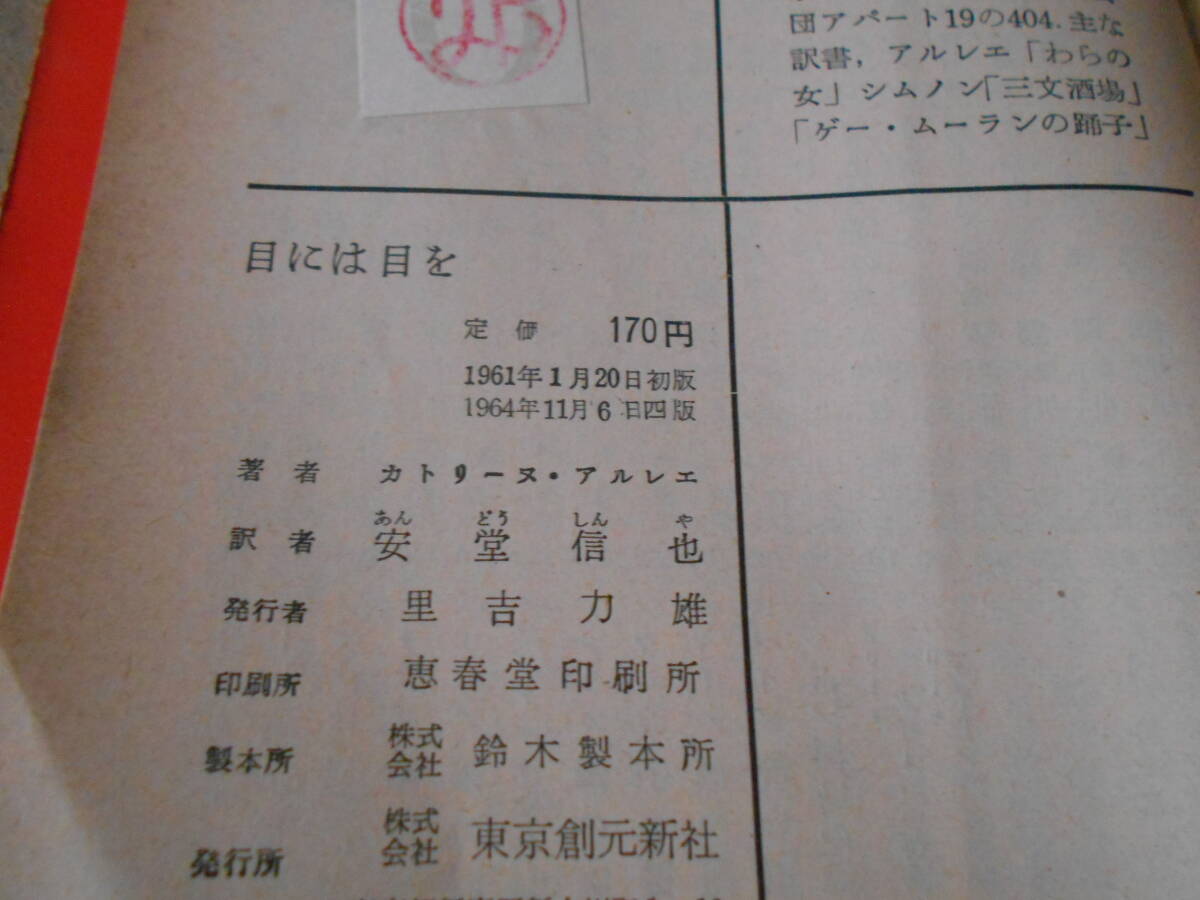 団アパート19の404.主な
訳書，アルレエ「わらの
女」シムノン「三文酒場」
「ゲー・ムーランの踊子」
目には目を
定価 170円
1961年1月20日初版
1964年11月6日四版
著者 カトリーヌ・アルレエ
あん どう しん や
訳者 安堂信也
発行者 里吉力雄
印刷所 恵春堂印刷所
製本所 株式会社 鈴木製本所
発行所 株式会社 東京創元新社